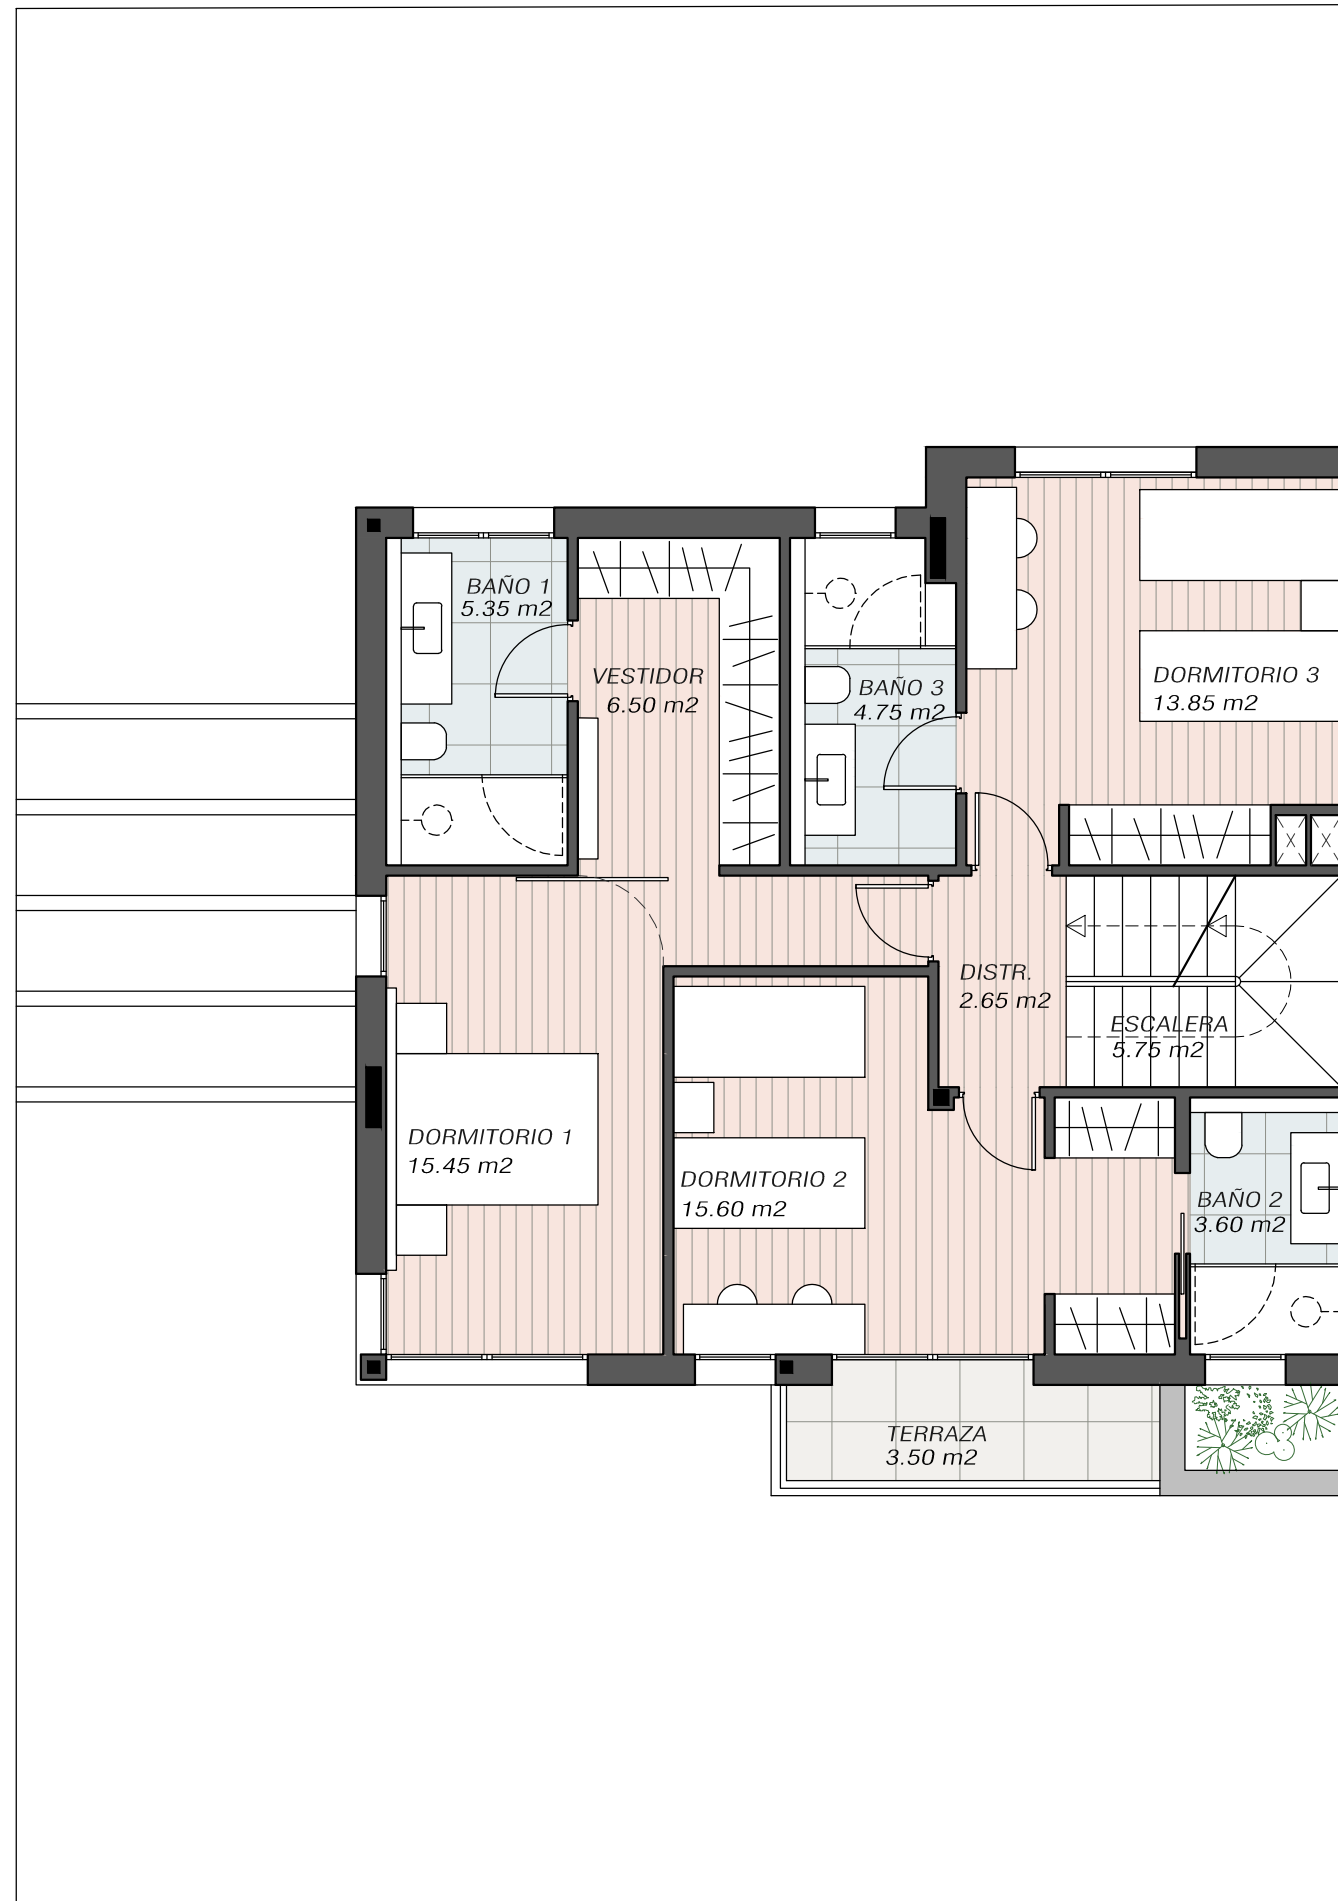 BAÑO 1
5.35 m2
VESTIDOR
6.50 m2
BAÑO 3
4.75 m2
DORMITORIO 3
13.85 m2
DISTR.
2.65 m2
ESCALERA
5.75 m2
DORMITORIO 1
15.45 m2
DORMITORIO 2
15.60 m2
BAÑO 2
3.60 m2
TERRAZA
3.50 m2